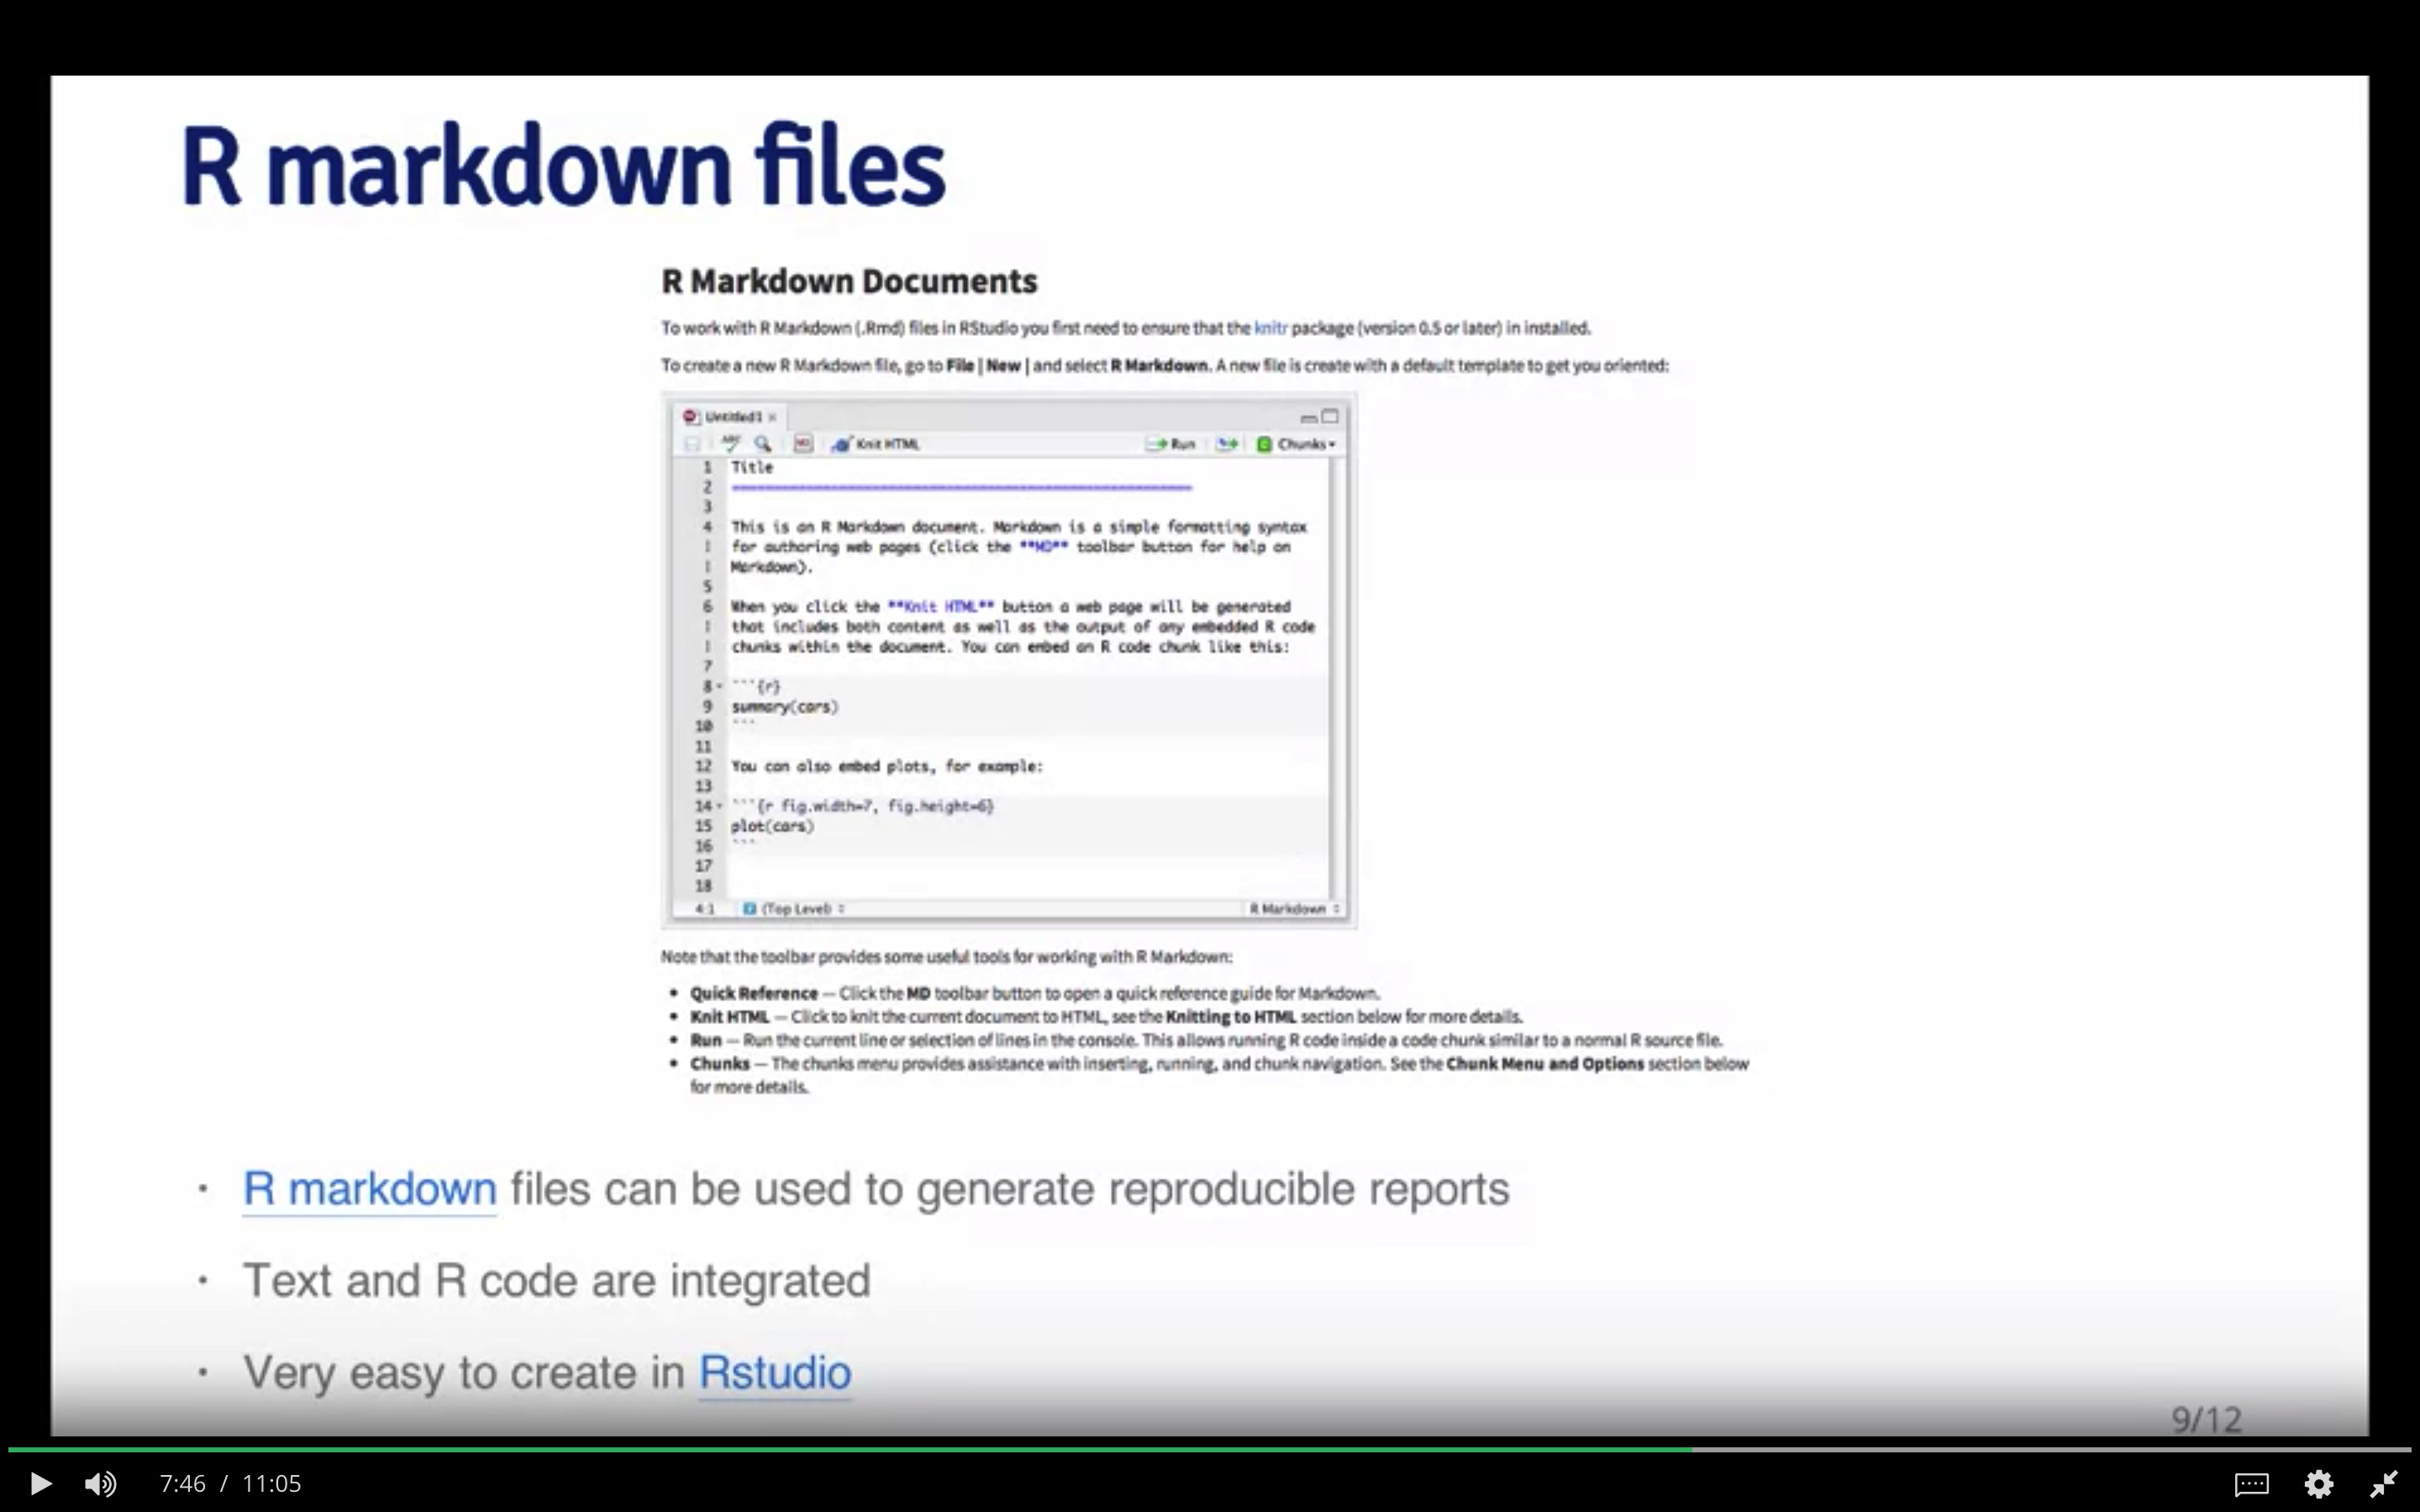 R markdown files
R Markdown Documents
To work with R Markdown (.Rmd) files in RStudio you first need to ensure that the knitr package (version 0.5 or later) in installed.
To create a new R Markdown file, go to File | New | and select R Markdown. A new file is create with a default template to get you oriented:
Untitled1 ×
ABC MD Knit HTML Run Chunks
1 Title
2 
3
4 This is an R Markdown document. Markdown is a simple formatting syntax
for authoring web pages (click the **MD** toolbar button for help on
Markdown).
5
6 When you click the **Knit HTML** button a web page will be generated
that includes both content as well as the output of any embedded R code
chunks within the document. You can embed an R code chunk like this:
7
8 ```{r}
9 summary(cars)
10 ```
11
12 You can also embed plots, for example:
13
14 ```{r fig.width=7, fig.height=6}
15 plot(cars)
16 ```
17
18
4:1 (Top Level) R Markdown
Note that the toolbar provides some useful tools for working with R Markdown:
• Quick Reference — Click the MD toolbar button to open a quick reference guide for Markdown.
• Knit HTML — Click to knit the current document to HTML, see the Knitting to HTML section below for more details.
• Run — Run the current line or selection of lines in the console. This allows running R code inside a code chunk similar to a normal R source file.
• Chunks — The chunks menu provides assistance with inserting, running, and chunk navigation. See the Chunk Menu and Options section below
for more details.
· R markdown files can be used to generate reproducible reports
· Text and R code are integrated
· Very easy to create in Rstudio
9/12
7:46 / 11:05